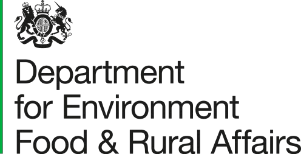 Department
for Environment
Food & Rural Affairs